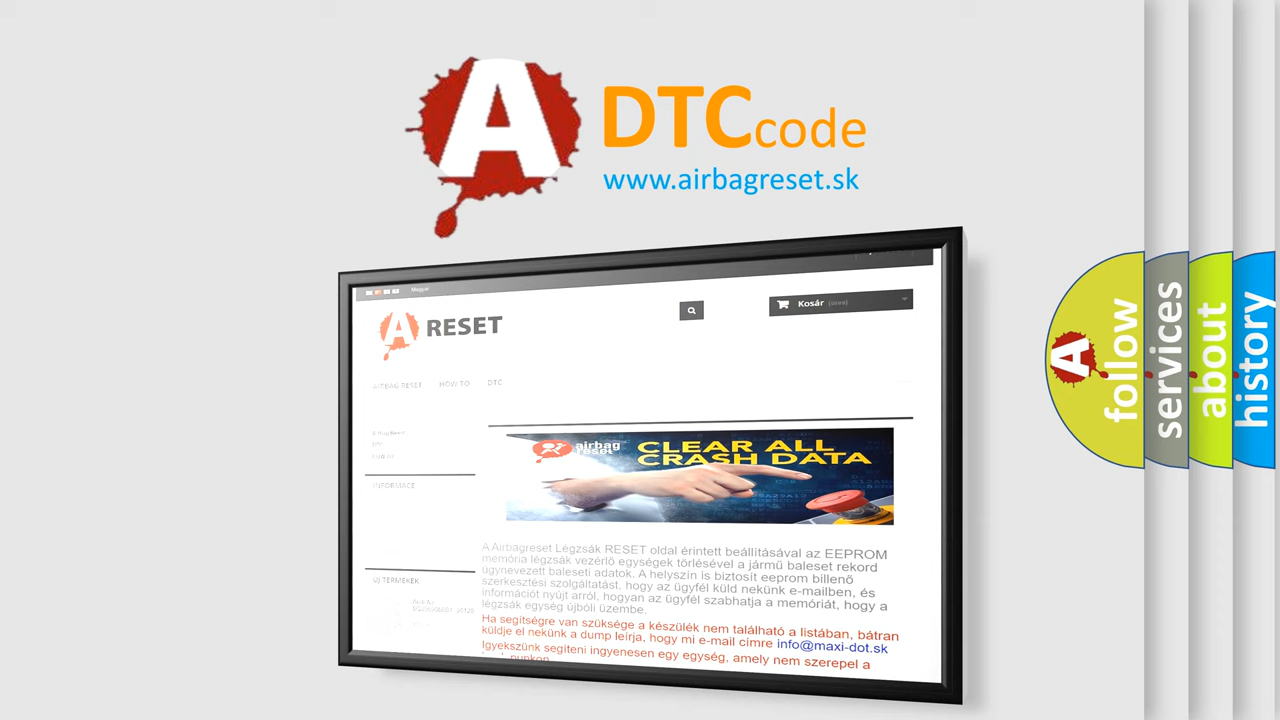 A DTC code
www.airbagreset.sk
Magyar
A RESET
Kosár (üres)
AIRBAG RESET HOW TO DTC
INFORMACE
airbag reset
CLEAR ALL
CRASH DATA
A Airbagreset Légzsák RESET oldal érintett beállításával az EEPROM
memória légzsák vezérlő egységek törlésével a jármű baleset rekord
úgynevezett baleseti adatok. A helyszín is biztosít eeprom billenő
szerkesztési szolgáltatást, hogy az ügyfél küld nekünk e-mailben, és
információt nyújt arról, hogyan az ügyfél szabhatja a memóriát, hogy a
légzsák egység újbóli üzembe.
Ha segítségre van szüksége a készülék nem található a listában, bátran
küldje el nekünk a dump leírja, hogy mi e-mail címre info@maxi-dot.sk
Igyekszünk segíteni ingyenesen egy egység, amely nem szerepel a
ÚJ TERMÉKEK
A
follow
services
about
history